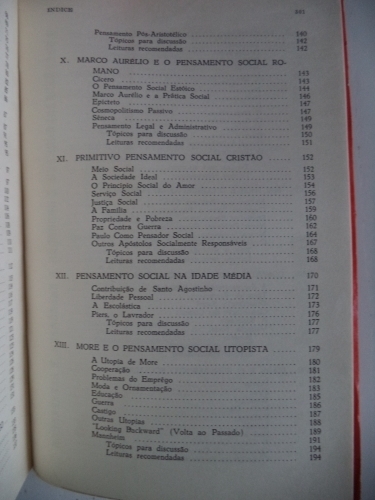 ENDISCE
Pensamento Pós-Aristotélico 140
Tópicos para discussão 142
Leituras recomendadas 142
X. MARCO AURÉLIO E O PENSAMENTO SOCIAL RO-
MANO 143
Cícero 143
O Pensamento Social Estóico 144
Marco Aurélio e a Prática Social 146
Epicteto 147
Cosmopolitismo Passivo 147
Sêneca 147
Pensamento Legal e Administrativo 149
Tópicos para discussão 150
Leituras recomendadas 151
XI. PRIMITIVO PENSAMENTO SOCIAL CRISTÃO 152
Meio Social 152
A Sociedade Ideal 153
O Princípio Social do Amor 154
Serviço Social 156
Justiça Social 157
A Família 159
Propriedade e Pobreza 160
Paz Contra Guerra 162
Paulo Como Pensador Social 164
Outros Apóstolos Socialmente Responsáveis 167
Tópicos para discussão 168
Leituras recomendadas 168
XII. PENSAMENTO SOCIAL NA IDADE MÉDIA 170
Contribuição de Santo Agostinho 171
Liberdade Pessoal 172
A Escolástica 173
Piers, o Lavrador 176
Tópicos para discussão 177
Leituras recomendadas 177
XIII. MORE E O PENSAMENTO SOCIAL UTOPISTA 179
A Utopia de More 180
Cooperação 181
Problemas do Emprêgo 182
Moda e Ornamentação 183
Educação 185
Guerra 186
Castigo 187
Outras Utopias 188
"Looking Backward" (Volta ao Passado) 189
Mannheim 191
Tópicos para discussão 194
Leituras recomendadas 194